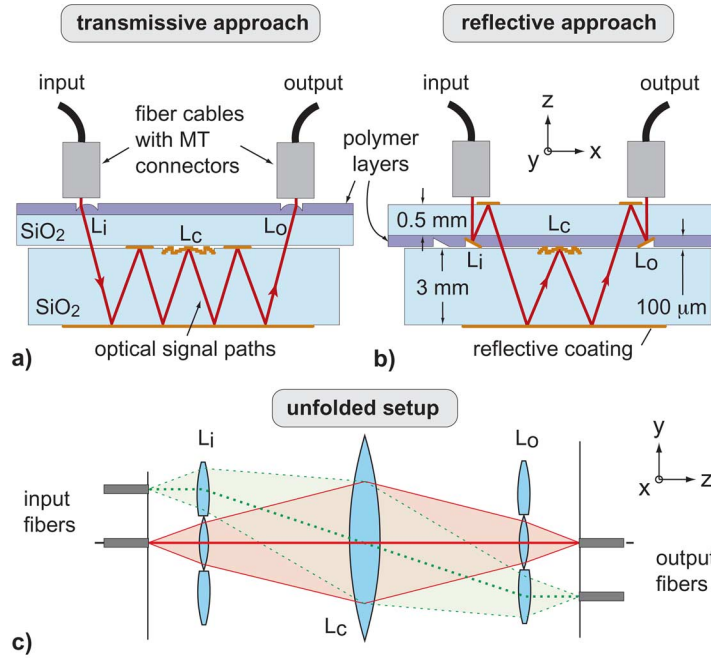 transmissive approach
reflective approach
input
output
fiber cables
with MT
connectors
polymer
layers
SiO2
Li
Lc
Lo
SiO2
optical signal paths
a)
input
output
z
y
x
0.5 mm
Lc
Li
Lo
3 mm
100 μm
reflective coating
b)
unfolded setup
Li
Lo
Lc
input
fibers
output
fibers
y
x
z
c)